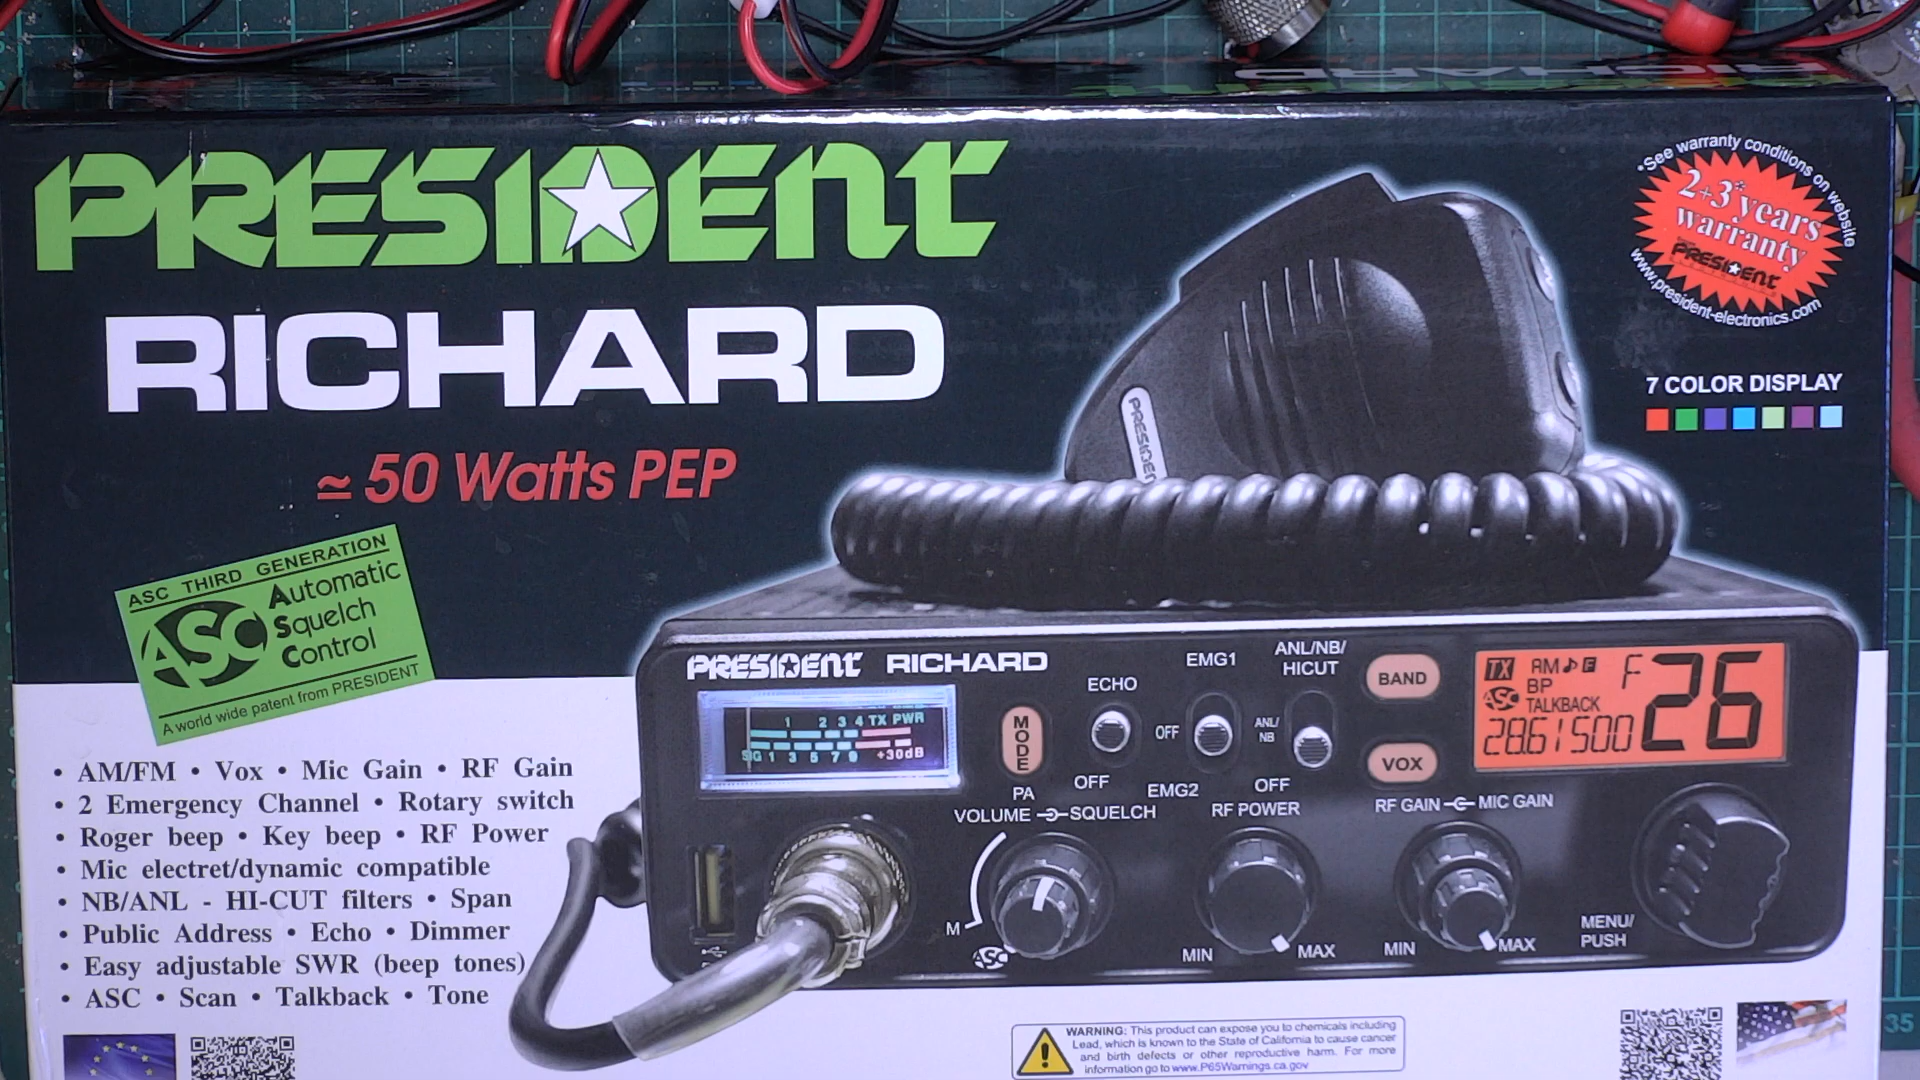 PRESIDENT
RICHARD
≃ 50 Watts PEP
*See warranty conditions on website
2+3* years
warranty
PRESIDENT
www.president-electronics.com
7 COLOR DISPLAY
PRESIDENT
ASC THIRD GENERATION
ASC
Automatic
Squelch
Control
A world wide patent from PRESIDENT
• AM/FM • Vox • Mic Gain • RF Gain
• 2 Emergency Channel • Rotary switch
• Roger beep • Key beep • RF Power
• Mic electret/dynamic compatible
• NB/ANL - HI-CUT filters • Span
• Public Address • Echo • Dimmer
• Easy adjustable SWR (beep tones)
• ASC • Scan • Talkback • Tone
PRESIDENT RICHARD
1 2 3 4 TX PWR
SIG 1 3 5 7 9 +30dB
MODE
PA
ECHO
OFF
EMG1
OFF
EMG2
ANL/NB/
HICUT
ANL/
NB
OFF
BAND
VOX
TX AM F
BP
ASC TALKBACK
28.61500
F 26
VOLUME SQUELCH
M
ASC
RF POWER
MIN MAX
RF GAIN MIC GAIN
MIN MAX
MENU/
PUSH
WARNING: This product can expose you to chemicals including
Lead, which is known to the State of California to cause cancer
and birth defects or other reproductive harm. For more
information go to www.P65Warnings.ca.gov
35